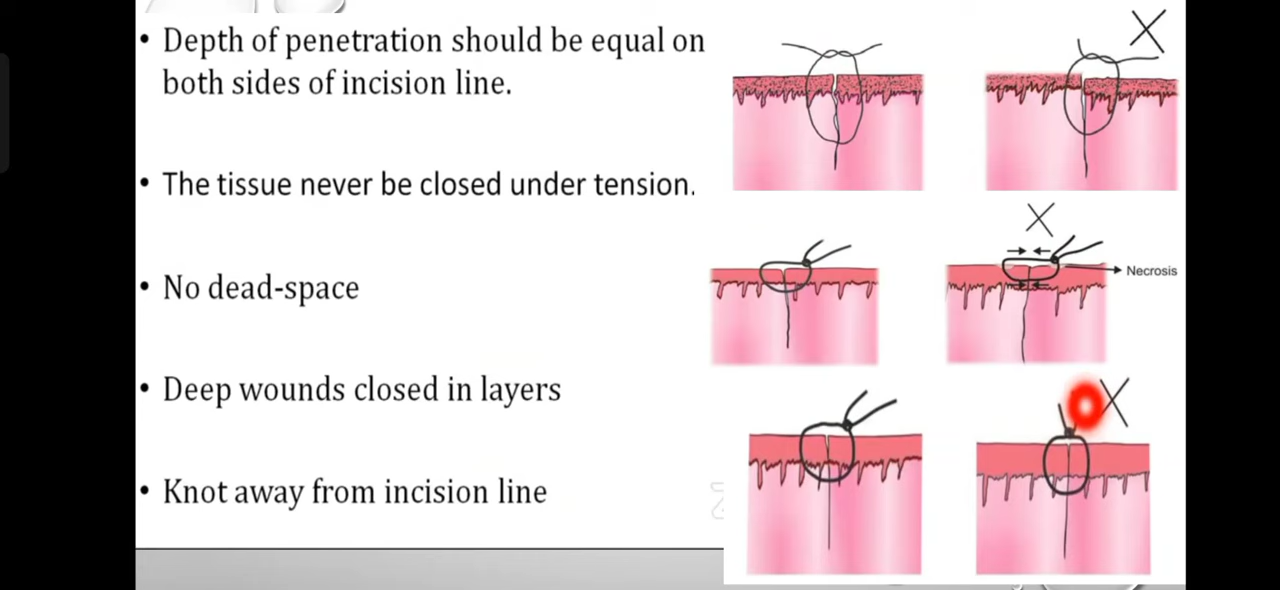 • Depth of penetration should be equal on
both sides of incision line.
• The tissue never be closed under tension.
• No dead-space
• Deep wounds closed in layers
• Knot away from incision line
X
X
Necrosis
X